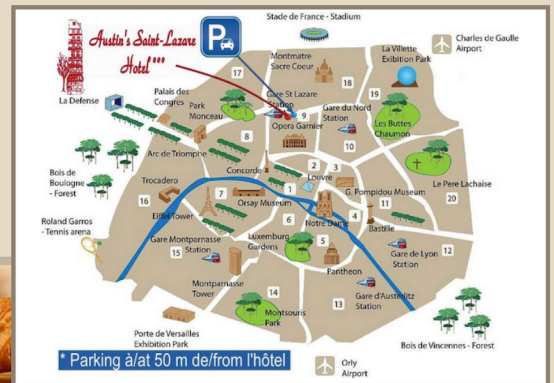 Stade de France - Stadium
Austin's Saint-Lazare
Hotel ***
P
Charles de Gaulle
Airport
La Villette
Exibition Park
Montmatre
Sacre Coeur
17
18
19
Palais des
Congres
La Defense
Park
Monceau
Gare St Lazare
Station
9
Opera Garnier
Gare du Nord
Station
Les Buttes
Chaumon
8
10
Arc de Triomphe
Bois de
Boulogne
- Forest
Concorde
2
3
Louvre
Trocadero
1
G. Pompidou Museum
Le Pere Lachaise
16
7
Orsay Museum
11
20
Eiffel Tower
6
Notre Dame
4
Bastille
Roland Garros
- Tennis arena
Luxemburg
Gardens
5
Gare Montparnasse
Station
15
Gare de Lyon
Station
12
Pantheon
Montparnasse
Tower
14
13
Gare d'Austerlitz
Station
Montsouris
Park
Porte de Versailles
Exhibition Park
Bois de Vincennes - Forest
* Parking à/at 50 m de/from l'hôtel
Orly
Airport